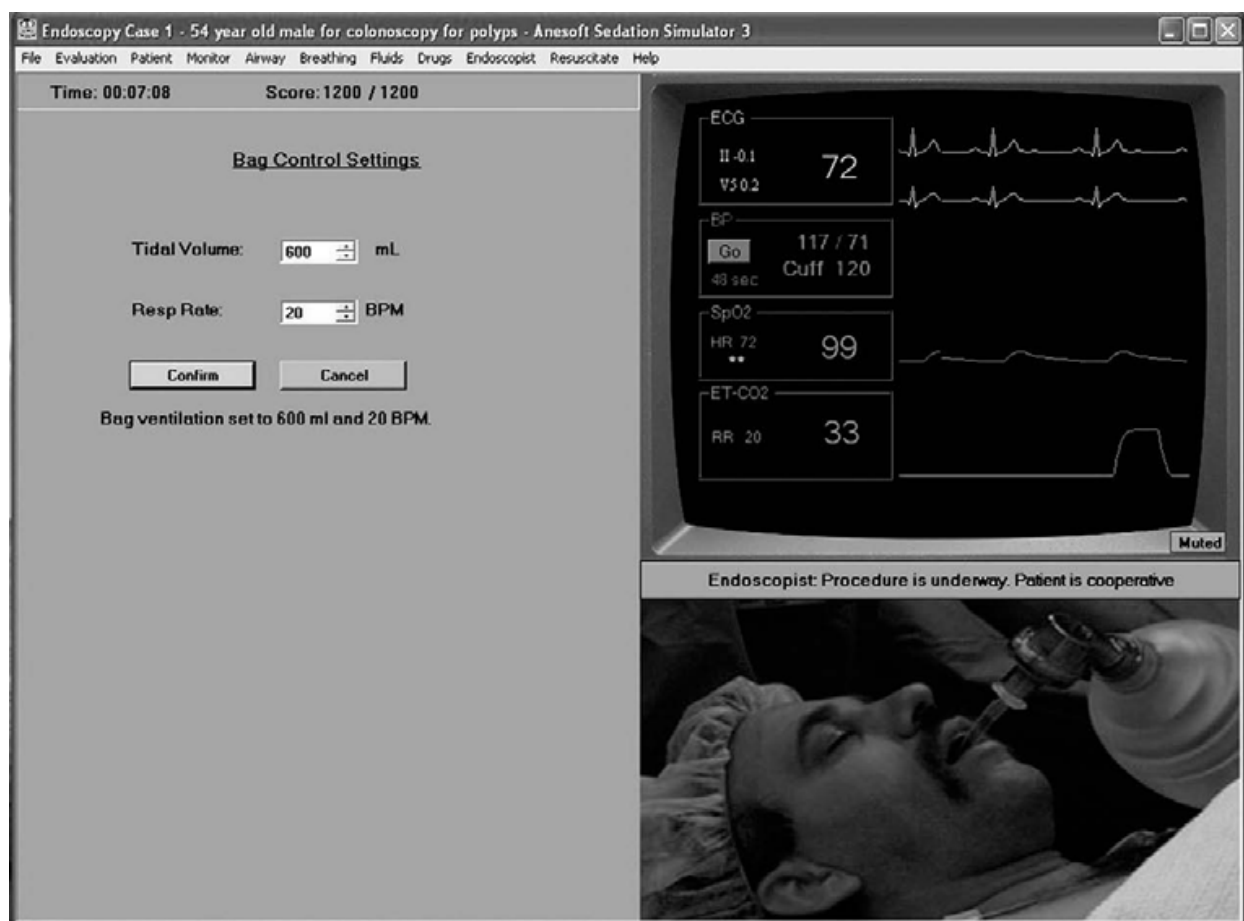 Endoscopy Case 1 - 54 year old male for colonoscopy for polyps - Anesoft Sedation Simulator 3
File Evaluation Patient Monitor Airway Breathing Fluids Drugs Endoscopist Resuscitate Help
Time: 00:07:08 Score: 1200 / 1200
Bag Control Settings
Tidal Volume: 600 mL
Resp Rate: 20 BPM
Confirm Cancel
Bag ventilation set to 600 ml and 20 BPM.
ECG
II -0.1
72
V5 0.2
BP
Go
117 / 71
Cuff 120
48 sec
SpO2
HR 72
**
99
ET-CO2
RR 20
33
Muted
Endoscopist: Procedure is underway. Patient is cooperative